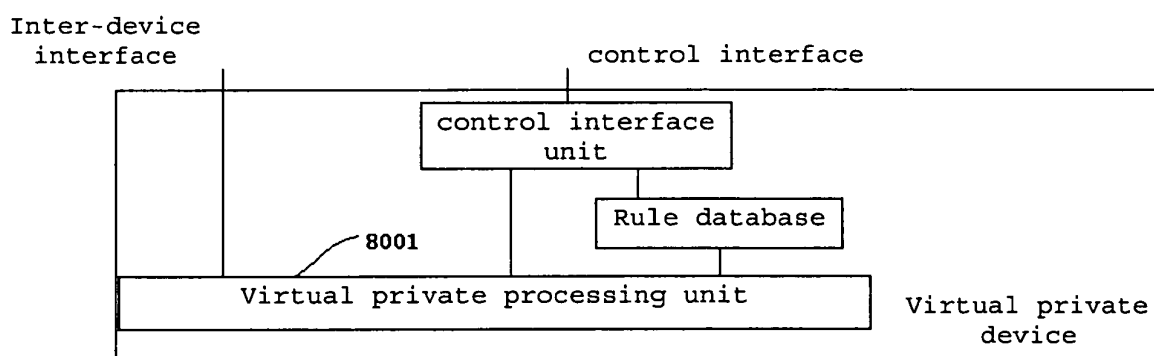 Inter-device
interface
control interface
control interface
unit
Rule database
8001
Virtual private processing unit
Virtual private
device